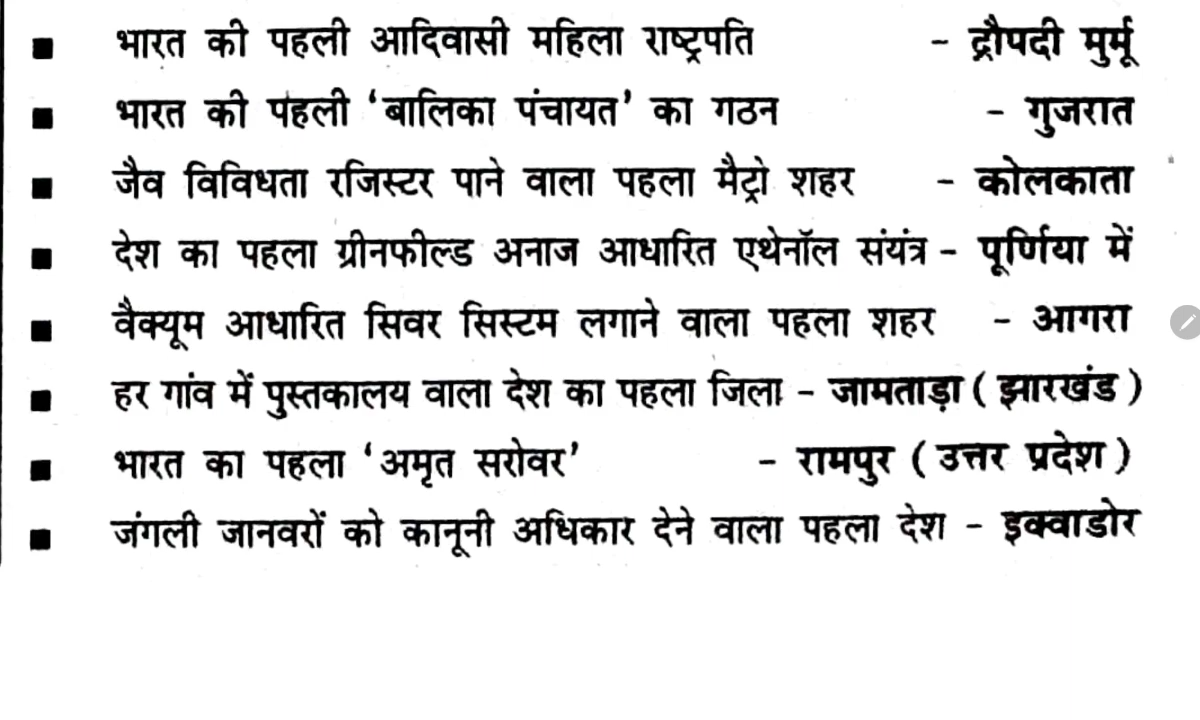 ■ भारत की पहली आदिवासी महिला राष्ट्रपति - द्रौपदी मुर्मू
■ भारत की पहली ‘बालिका पंचायत’ का गठन - गुजरात
■ जैव विविधता रजिस्टर पाने वाला पहला मैट्रो शहर - कोलकाता
■ देश का पहला ग्रीनफील्ड अनाज आधारित एथेनॉल संयंत्र - पूर्णिया में
■ वैक्यूम आधारित सिवर सिस्टम लगाने वाला पहला शहर - आगरा
■ हर गांव में पुस्तकालय वाला देश का पहला जिला - जामताड़ा ( झारखंड )
■ भारत का पहला ‘अमृत सरोवर’ - रामपुर ( उत्तर प्रदेश )
■ जंगली जानवरों को कानूनी अधिकार देने वाला पहला देश - इक्वाडोर